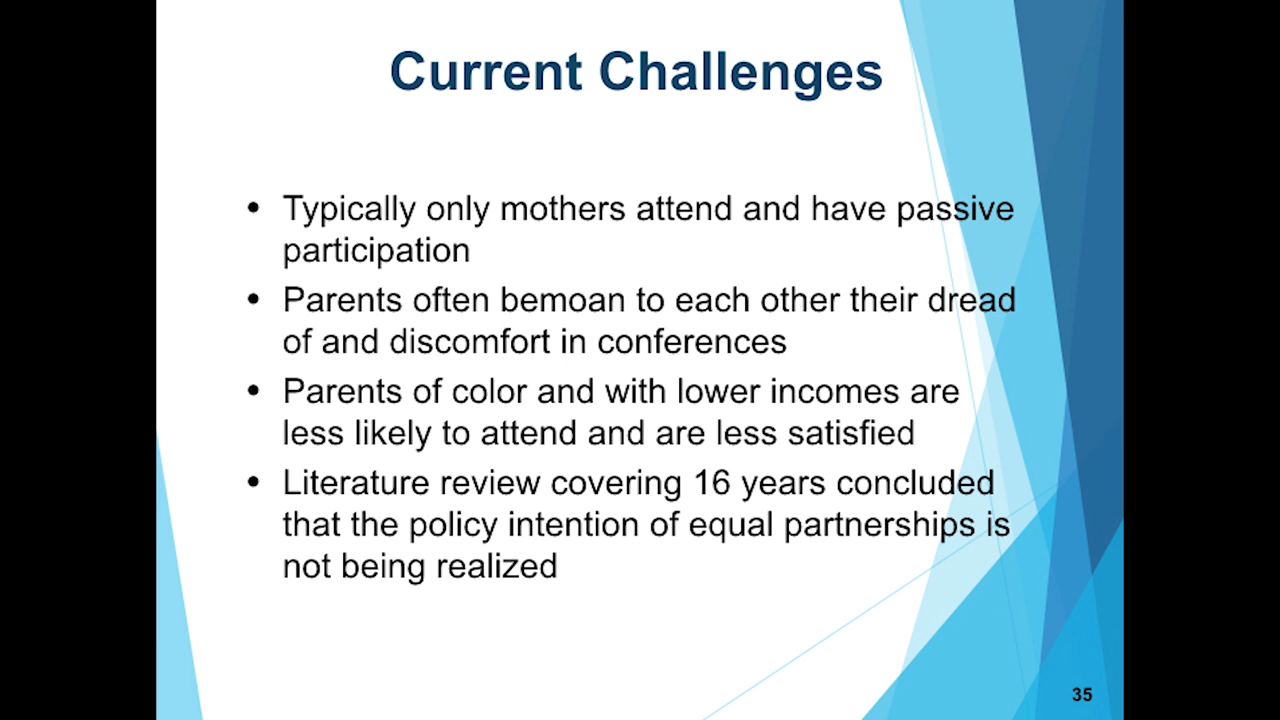 Current Challenges
• Typically only mothers attend and have passive
participation
• Parents often bemoan to each other their dread
of and discomfort in conferences
• Parents of color and with lower incomes are
less likely to attend and are less satisfied
• Literature review covering 16 years concluded
that the policy intention of equal partnerships is
not being realized
35